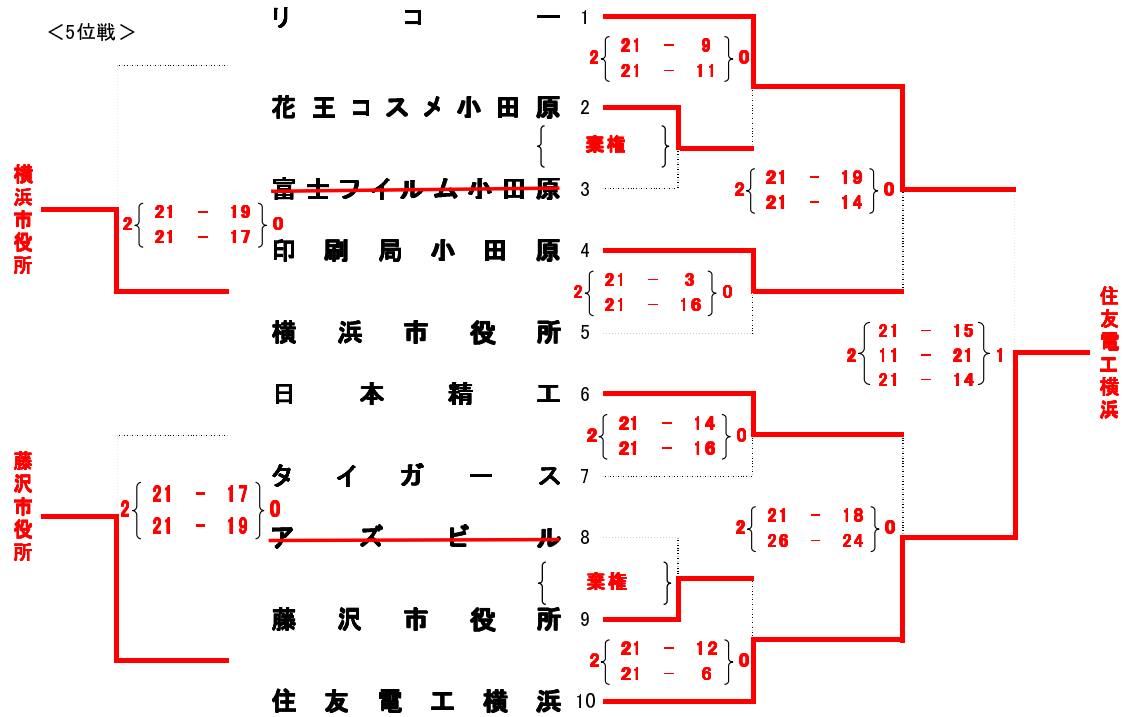 ＜5位戦＞
リコー 1
2 21 － 9 0
21 － 11
花王コスメ小田原 2
棄権
富士フイルム小田原 3
横浜市役所
2 21 － 19 0
21 － 17
2 21 － 19 0
21 － 14
印刷局小田原 4
2 21 － 3 0
21 － 16
横浜市役所 5
住友電工横浜
2 21 － 15 1
11 － 21
21 － 14
日本精工 6
2 21 － 14 0
21 － 16
タイガース 7
藤沢市役所
2 21 － 17 0
21 － 19
2 21 － 18 0
26 － 24
アズビル 8
棄権
藤沢市役所 9
2 21 － 12 0
21 － 6
住友電工横浜 10